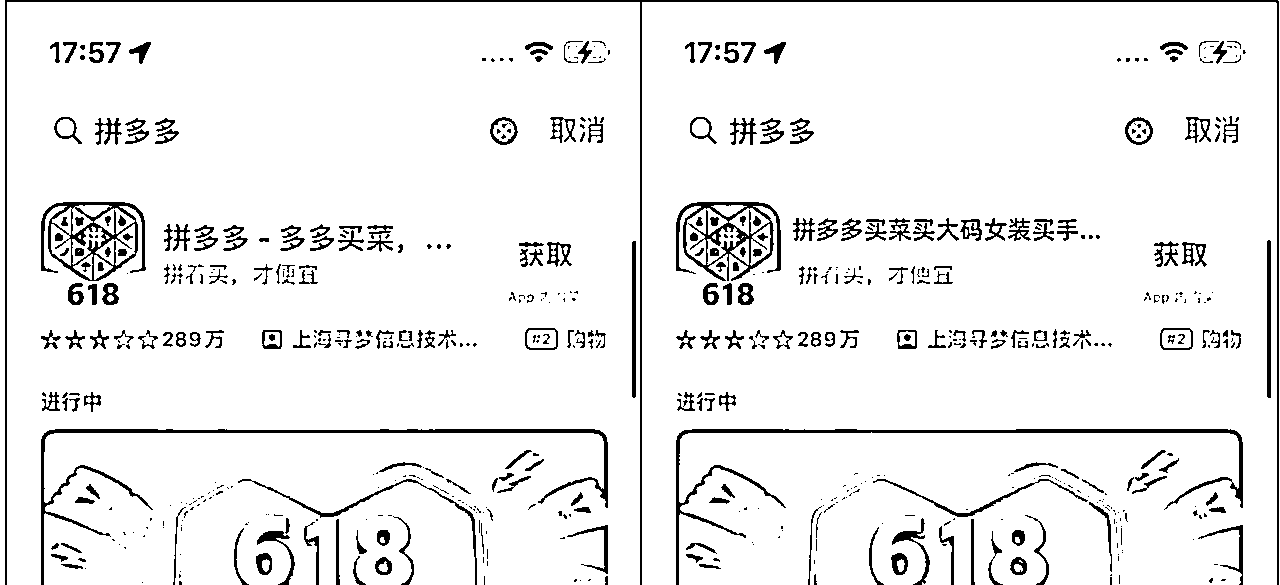 17:57
拼多多 取消
拼多多 - 多多买菜，...
获取
拼着买，才便宜
618
App
289万 上海寻梦信息技术... #2 购物
进行中
618
17:57
拼多多 取消
拼多多买菜买大码女装买手...
获取
拼着买，才便宜
618
App
289万 上海寻梦信息技术... #2 购物
进行中
618